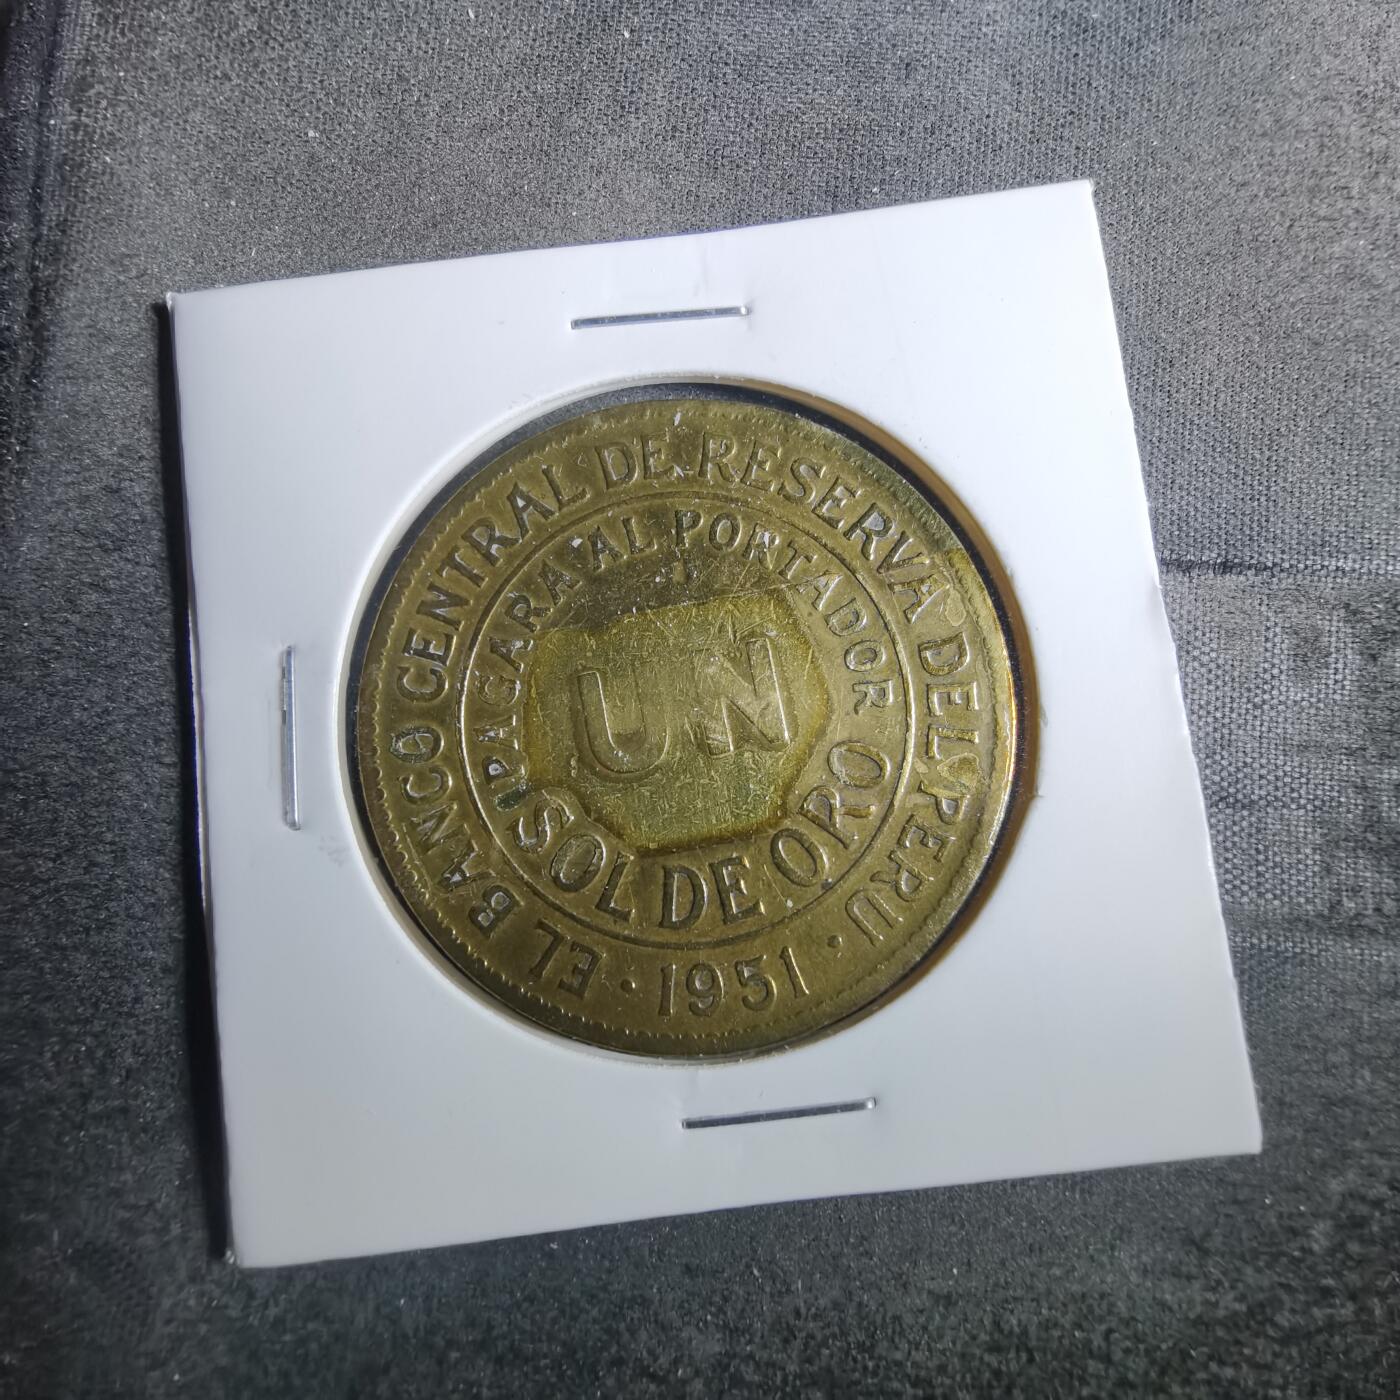 EL BANCO CENTRAL DE RESERVA DEL PERU
PAGARA AL PORTADOR
UN
SOL DE ORO
· 1951 ·